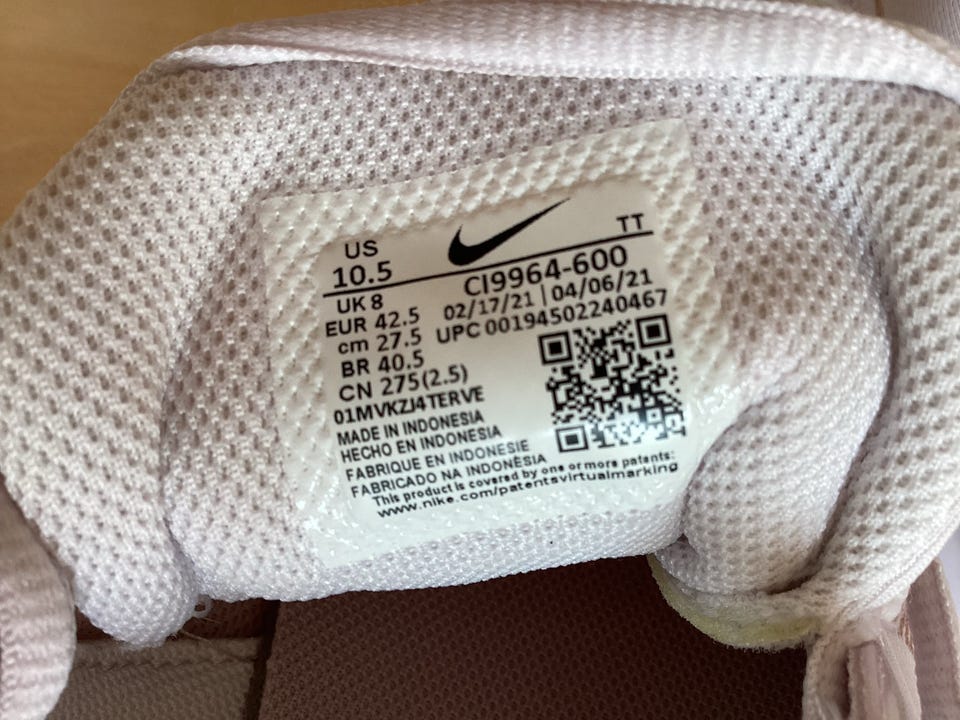 US
10.5
TT
UK 8
EUR 42.5
cm 27.5
BR 40.5
CN 275(2.5)
CI9964-600
02/17/21 | 04/06/21
UPC 00194502240467
01MVKZJ4TERVE
MADE IN INDONESIA
HECHO EN INDONESIA
FABRIQUE EN INDONESIE
FABRICADO NA INDONÈSIA
This product is covered by one or more patents:
www.nike.com/patentsvirtualmarking